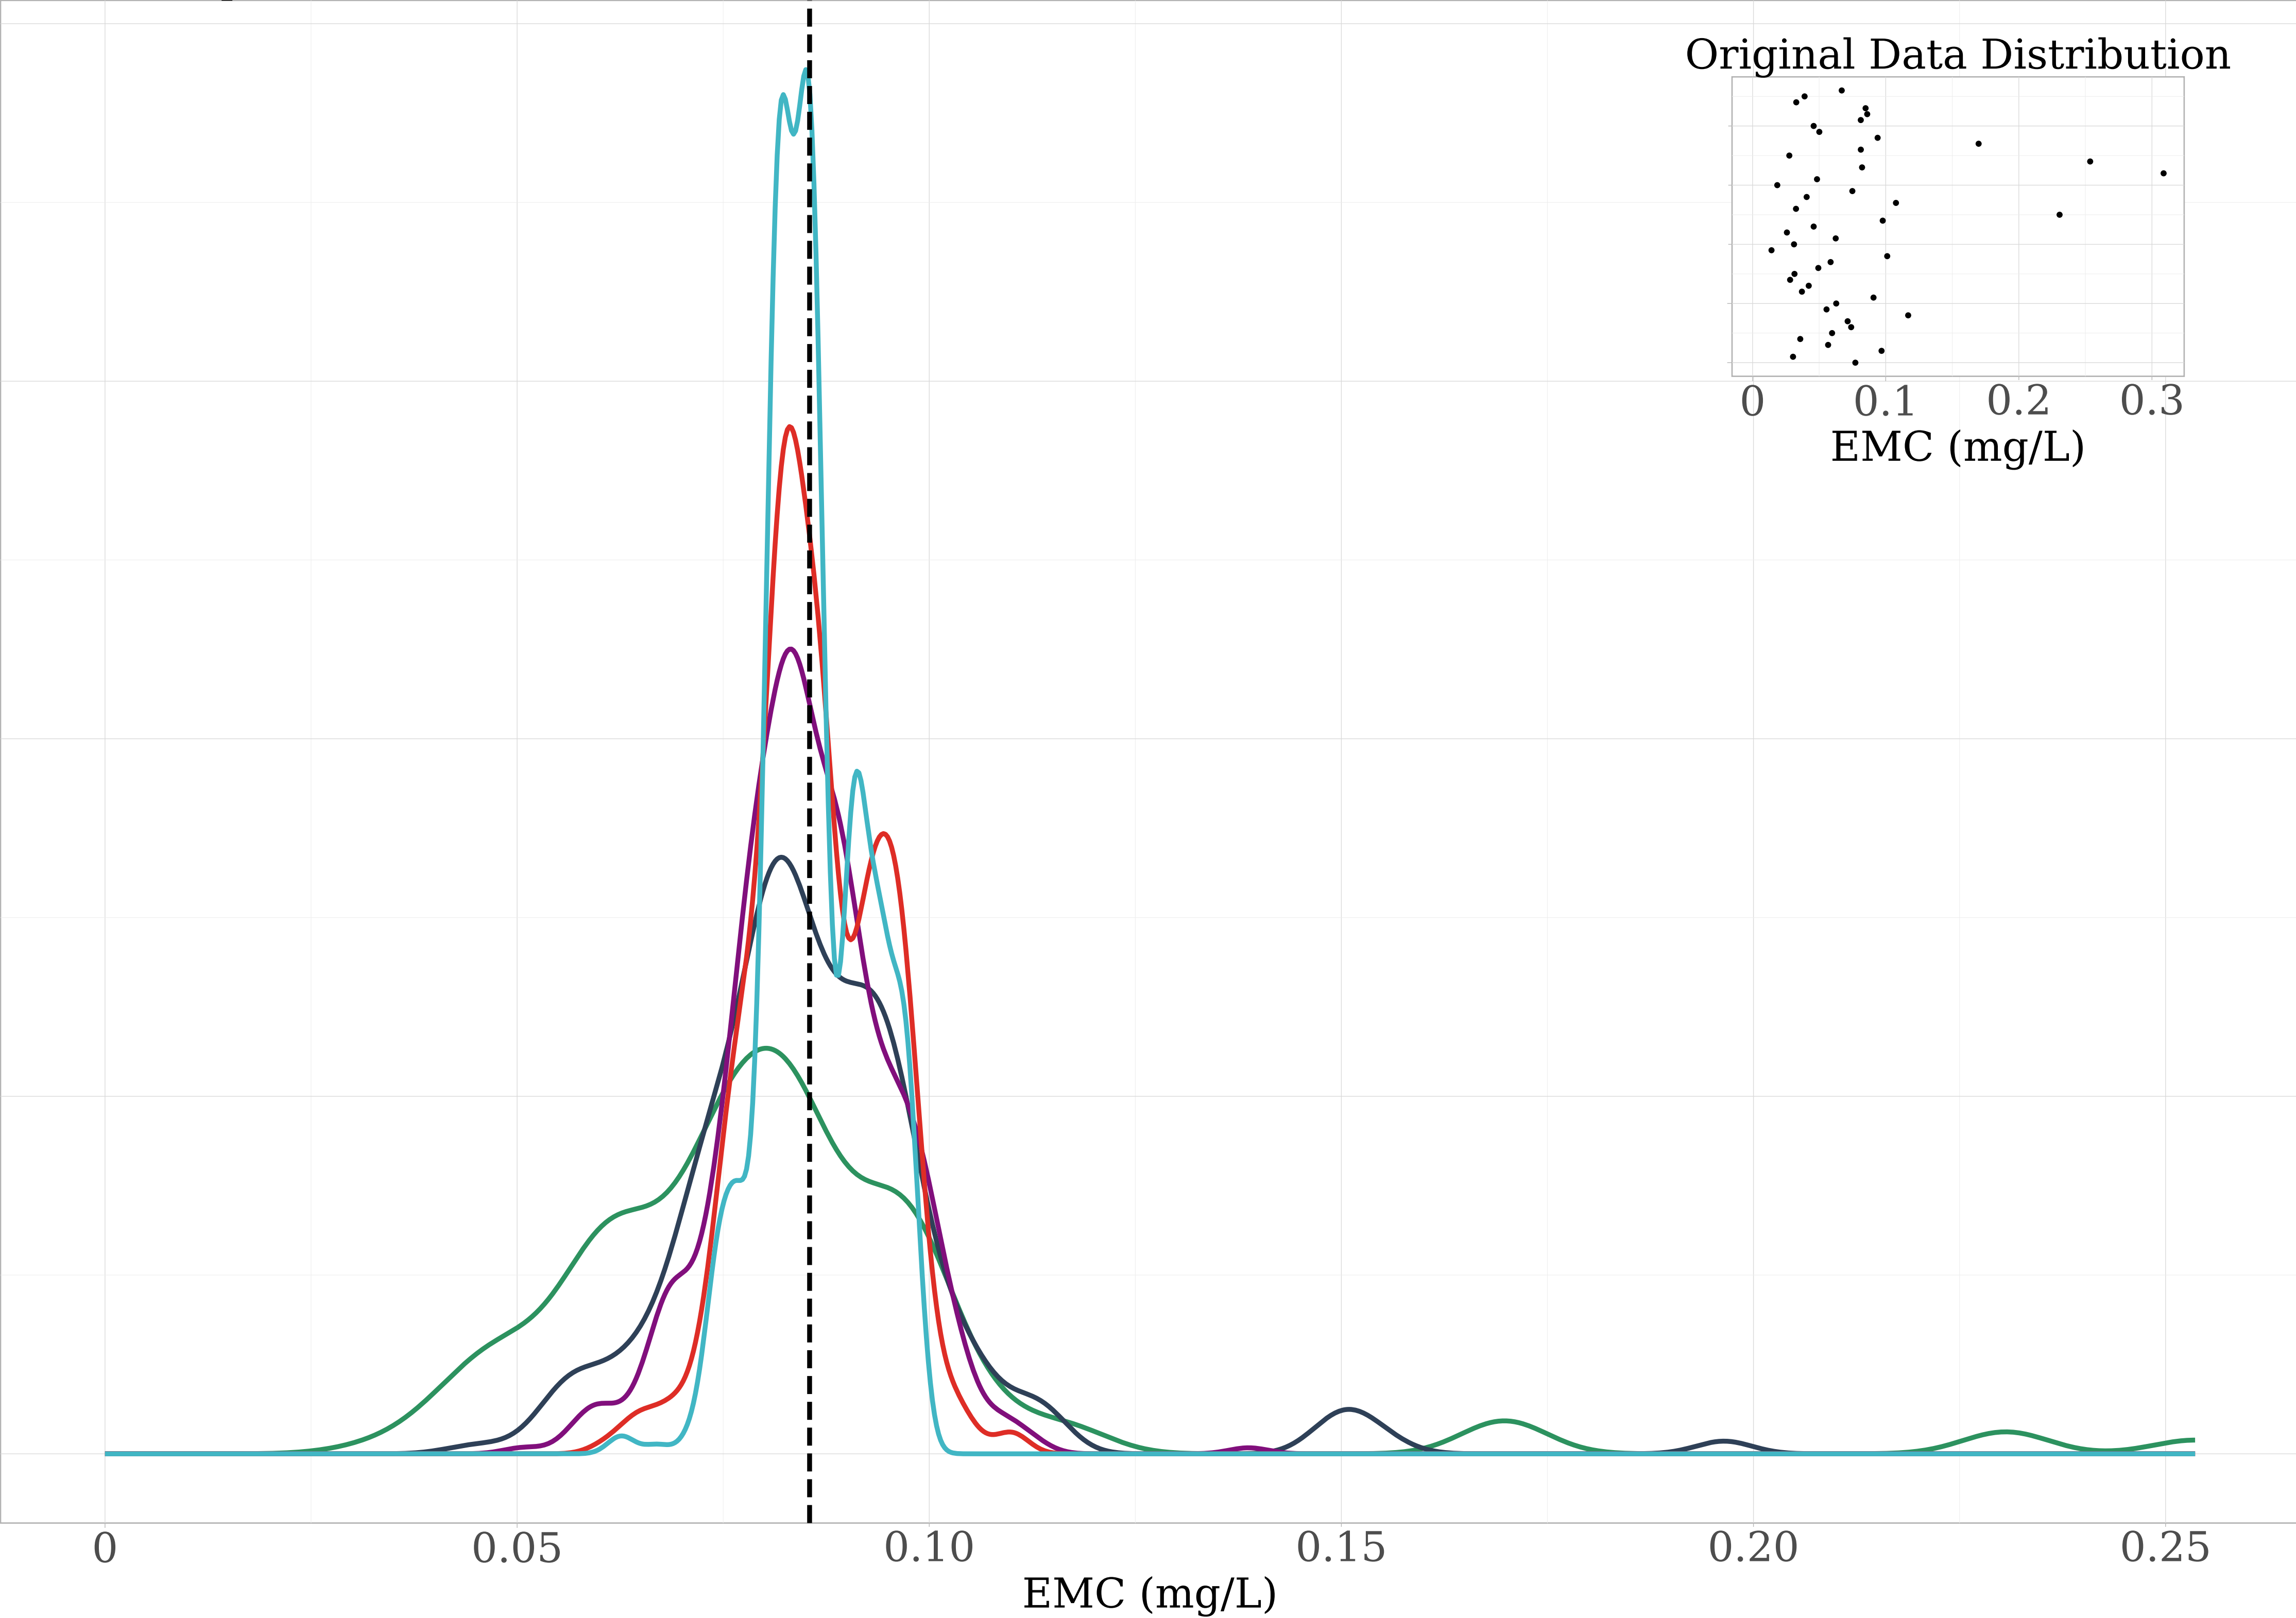 Original Data Distribution
0 0.1 0.2 0.3
EMC (mg/L)
0 0.05 0.10 0.15 0.20 0.25
EMC (mg/L)